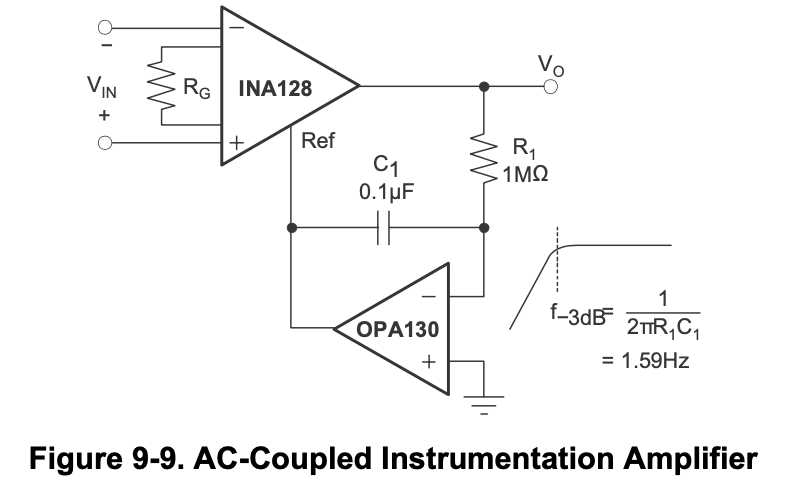 −
V_IN
+
R_G
−
INA128
+
Ref
V_O
R_1
1MΩ
C_1
0.1µF
−
OPA130
+
f_−3dB = 1 / 2πR_1C_1
= 1.59Hz
Figure 9-9. AC-Coupled Instrumentation Amplifier